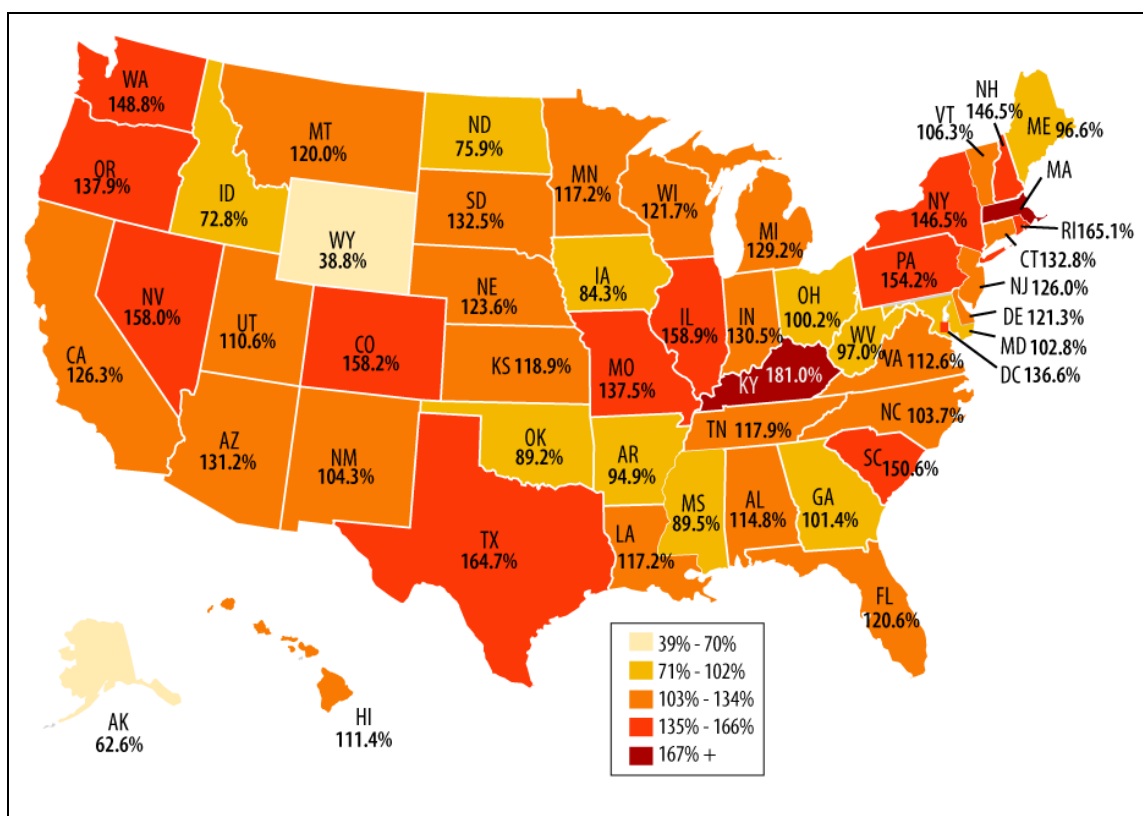 WA
148.8%
OR
137.9%
CA
126.3%
NV
158.0%
ID
72.8%
MT
120.0%
WY
38.8%
UT
110.6%
CO
158.2%
AZ
131.2%
NM
104.3%
ND
75.9%
SD
132.5%
NE
123.6%
KS 118.9%
OK
89.2%
TX
164.7%
MN
117.2%
IA
84.3%
MO
137.5%
AR
94.9%
LA
117.2%
WI
121.7%
IL
158.9%
MI
129.2%
IN
130.5%
OH
100.2%
KY 181.0%
TN 117.9%
MS
89.5%
AL
114.8%
GA
101.4%
FL
120.6%
SC 150.6%
NC 103.7%
VA 112.6%
WV
97.0%
PA
154.2%
NY
146.5%
VT
106.3%
NH
146.5%
ME 96.6%
MA
RI 165.1%
CT 132.8%
NJ 126.0%
DE 121.3%
MD 102.8%
DC 136.6%
AK
62.6%
HI
111.4%
39% - 70%
71% - 102%
103% - 134%
135% - 166%
167% +